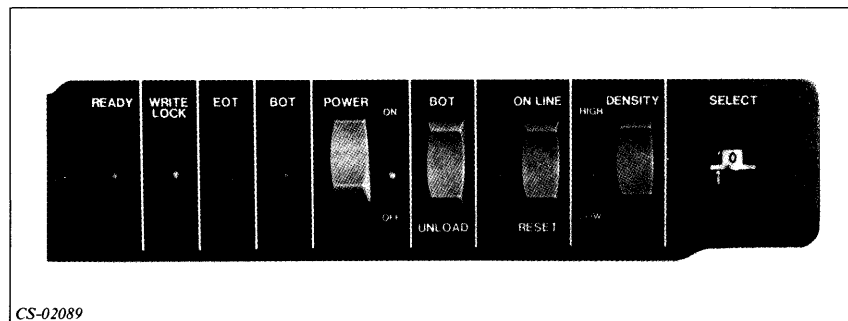 READY
WRITE
LOCK
EOT
BOT
POWER
ON
OFF
BOT
UNLOAD
ON LINE
RESET
DENSITY
HIGH
LOW
SELECT
0
CS-02089